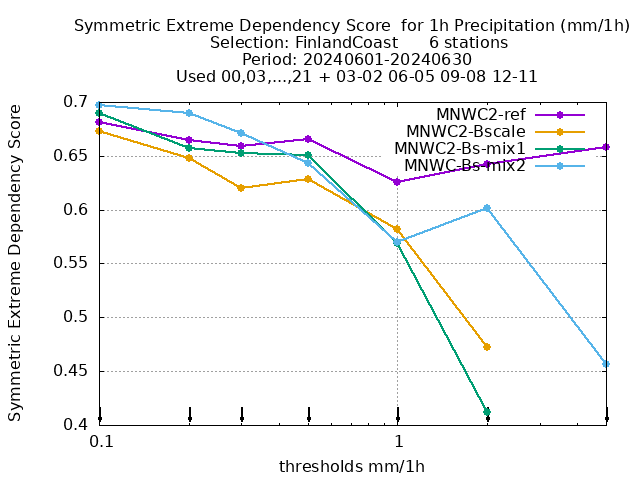 Symmetric Extreme Dependency Score  for 1h Precipitation (mm/1h)
Selection: FinlandCoast      6 stations
Period: 20240601-20240630
Used 00,03,...,21 + 03-02 06-05 09-08 12-11
Symmetric Extreme Dependency Score
0.7
0.65
0.6
0.55
0.5
0.45
0.4
MNWC2-ref
MNWC2-Bscale
MNWC2-Bs-mix1
MNWC-Bs-mix2
0.1
1
thresholds mm/1h